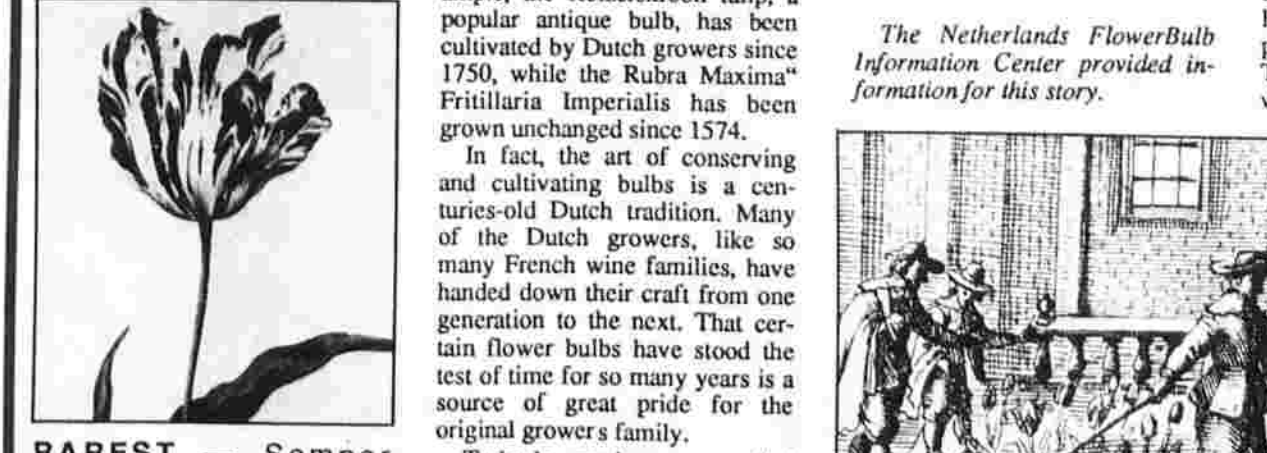 popular antique bulb, has been
cultivated by Dutch growers since
1750, while the Rubra Maxima“
Fritillaria Imperialis has been
grown unchanged since 1574.
In fact, the art of conserving
and cultivating bulbs is a cen-
turies-old Dutch tradition. Many
of the Dutch growers, like so
many French wine families, have
handed down their craft from one
generation to the next. That cer-
tain flower bulbs have stood the
test of time for so many years is a
source of great pride for the
original growers family.
The Netherlands FlowerBulb
Information Center provided in-
formation for this story.
RAREST Semper